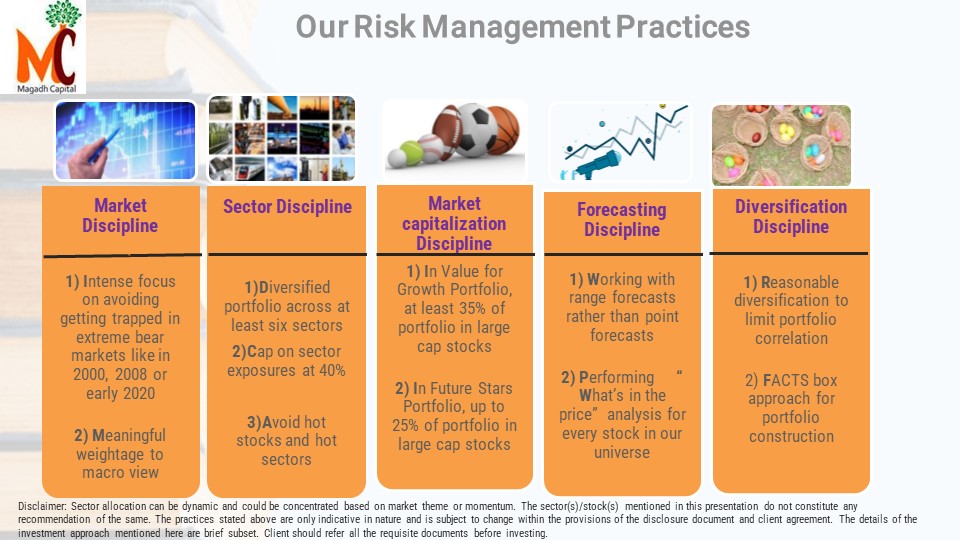 Our Risk Management Practices
MC
Magadh Capital
Market
Discipline
1) Intense focus
on avoiding
getting trapped in
extreme bear
markets like in
2000, 2008 or
early 2020
2) Meaningful
weightage to
macro view
Sector Discipline
1)Diversified
portfolio across at
least six sectors
2)Cap on sector
exposures at 40%
3)Avoid hot
stocks and hot
sectors
Market
capitalization
Discipline
1) In Value for
Growth Portfolio,
at least 35% of
portfolio in large
cap stocks
2) In Future Stars
Portfolio, up to
25% of portfolio in
large cap stocks
Forecasting
Discipline
1) Working with
range forecasts
rather than point
forecasts
2) Performing “
What’s in the
price” analysis for
every stock in our
universe
Diversification
Discipline
1) Reasonable
diversification to
limit portfolio
correlation
2) FACTS box
approach for
portfolio
construction
Disclaimer: Sector allocation can be dynamic and could be concentrated based on market theme or momentum. The sector(s)/stock(s) mentioned in this presentation do not constitute any
recommendation of the same. The practices stated above are only indicative in nature and is subject to change within the provisions of the disclosure document and client agreement. The details of the
investment approach mentioned here are brief subset. Client should refer all the requisite documents before investing.